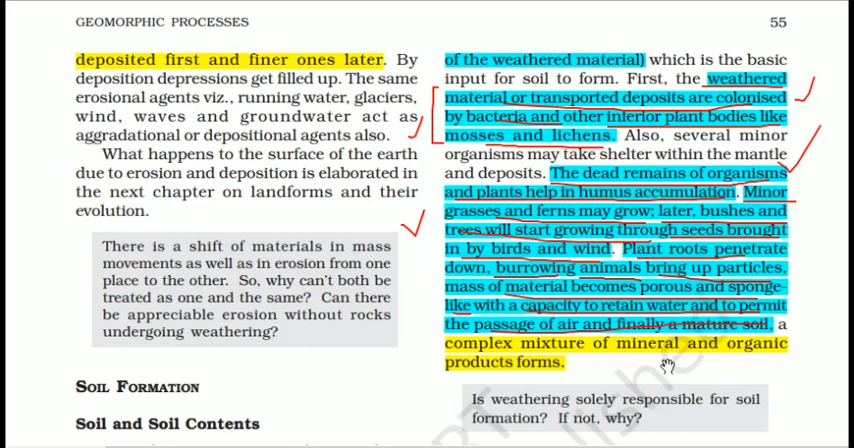 GEOMORPHIC PROCESSES
55
deposited first and finer ones later. By
deposition depressions get filled up. The same
erosional agents viz., running water, glaciers,
wind, waves and groundwater act as
aggradational or depositional agents also.
What happens to the surface of the earth
due to erosion and deposition is elaborated in
the next chapter on landforms and their
evolution.
There is a shift of materials in mass
movements as well as in erosion from one
place to the other. So, why can't both be
treated as one and the same? Can there
be appreciable erosion without rocks
undergoing weathering?
SOIL FORMATION
Soil and Soil Contents
of the weathered material) which is the basic
input for soil to form. First, the weathered
material or transported deposits are colonised
by bacteria and other inferior plant bodies like
mosses and lichens. Also, several minor
organisms may take shelter within the mantle
and deposits. The dead remains of organisms
and plants help in humus accumulation. Minor
grasses and ferns may grow; later, bushes and
trees will start growing through seeds brought
in by birds and wind. Plant roots penetrate
down, burrowing animals bring up particles,
mass of material becomes porous and sponge-
like with a capacity to retain water and to permit
the passage of air and finally a mature soil, a
complex mixture of mineral and organic
products forms.
Is weathering solely responsible for soil
formation? If not, why?